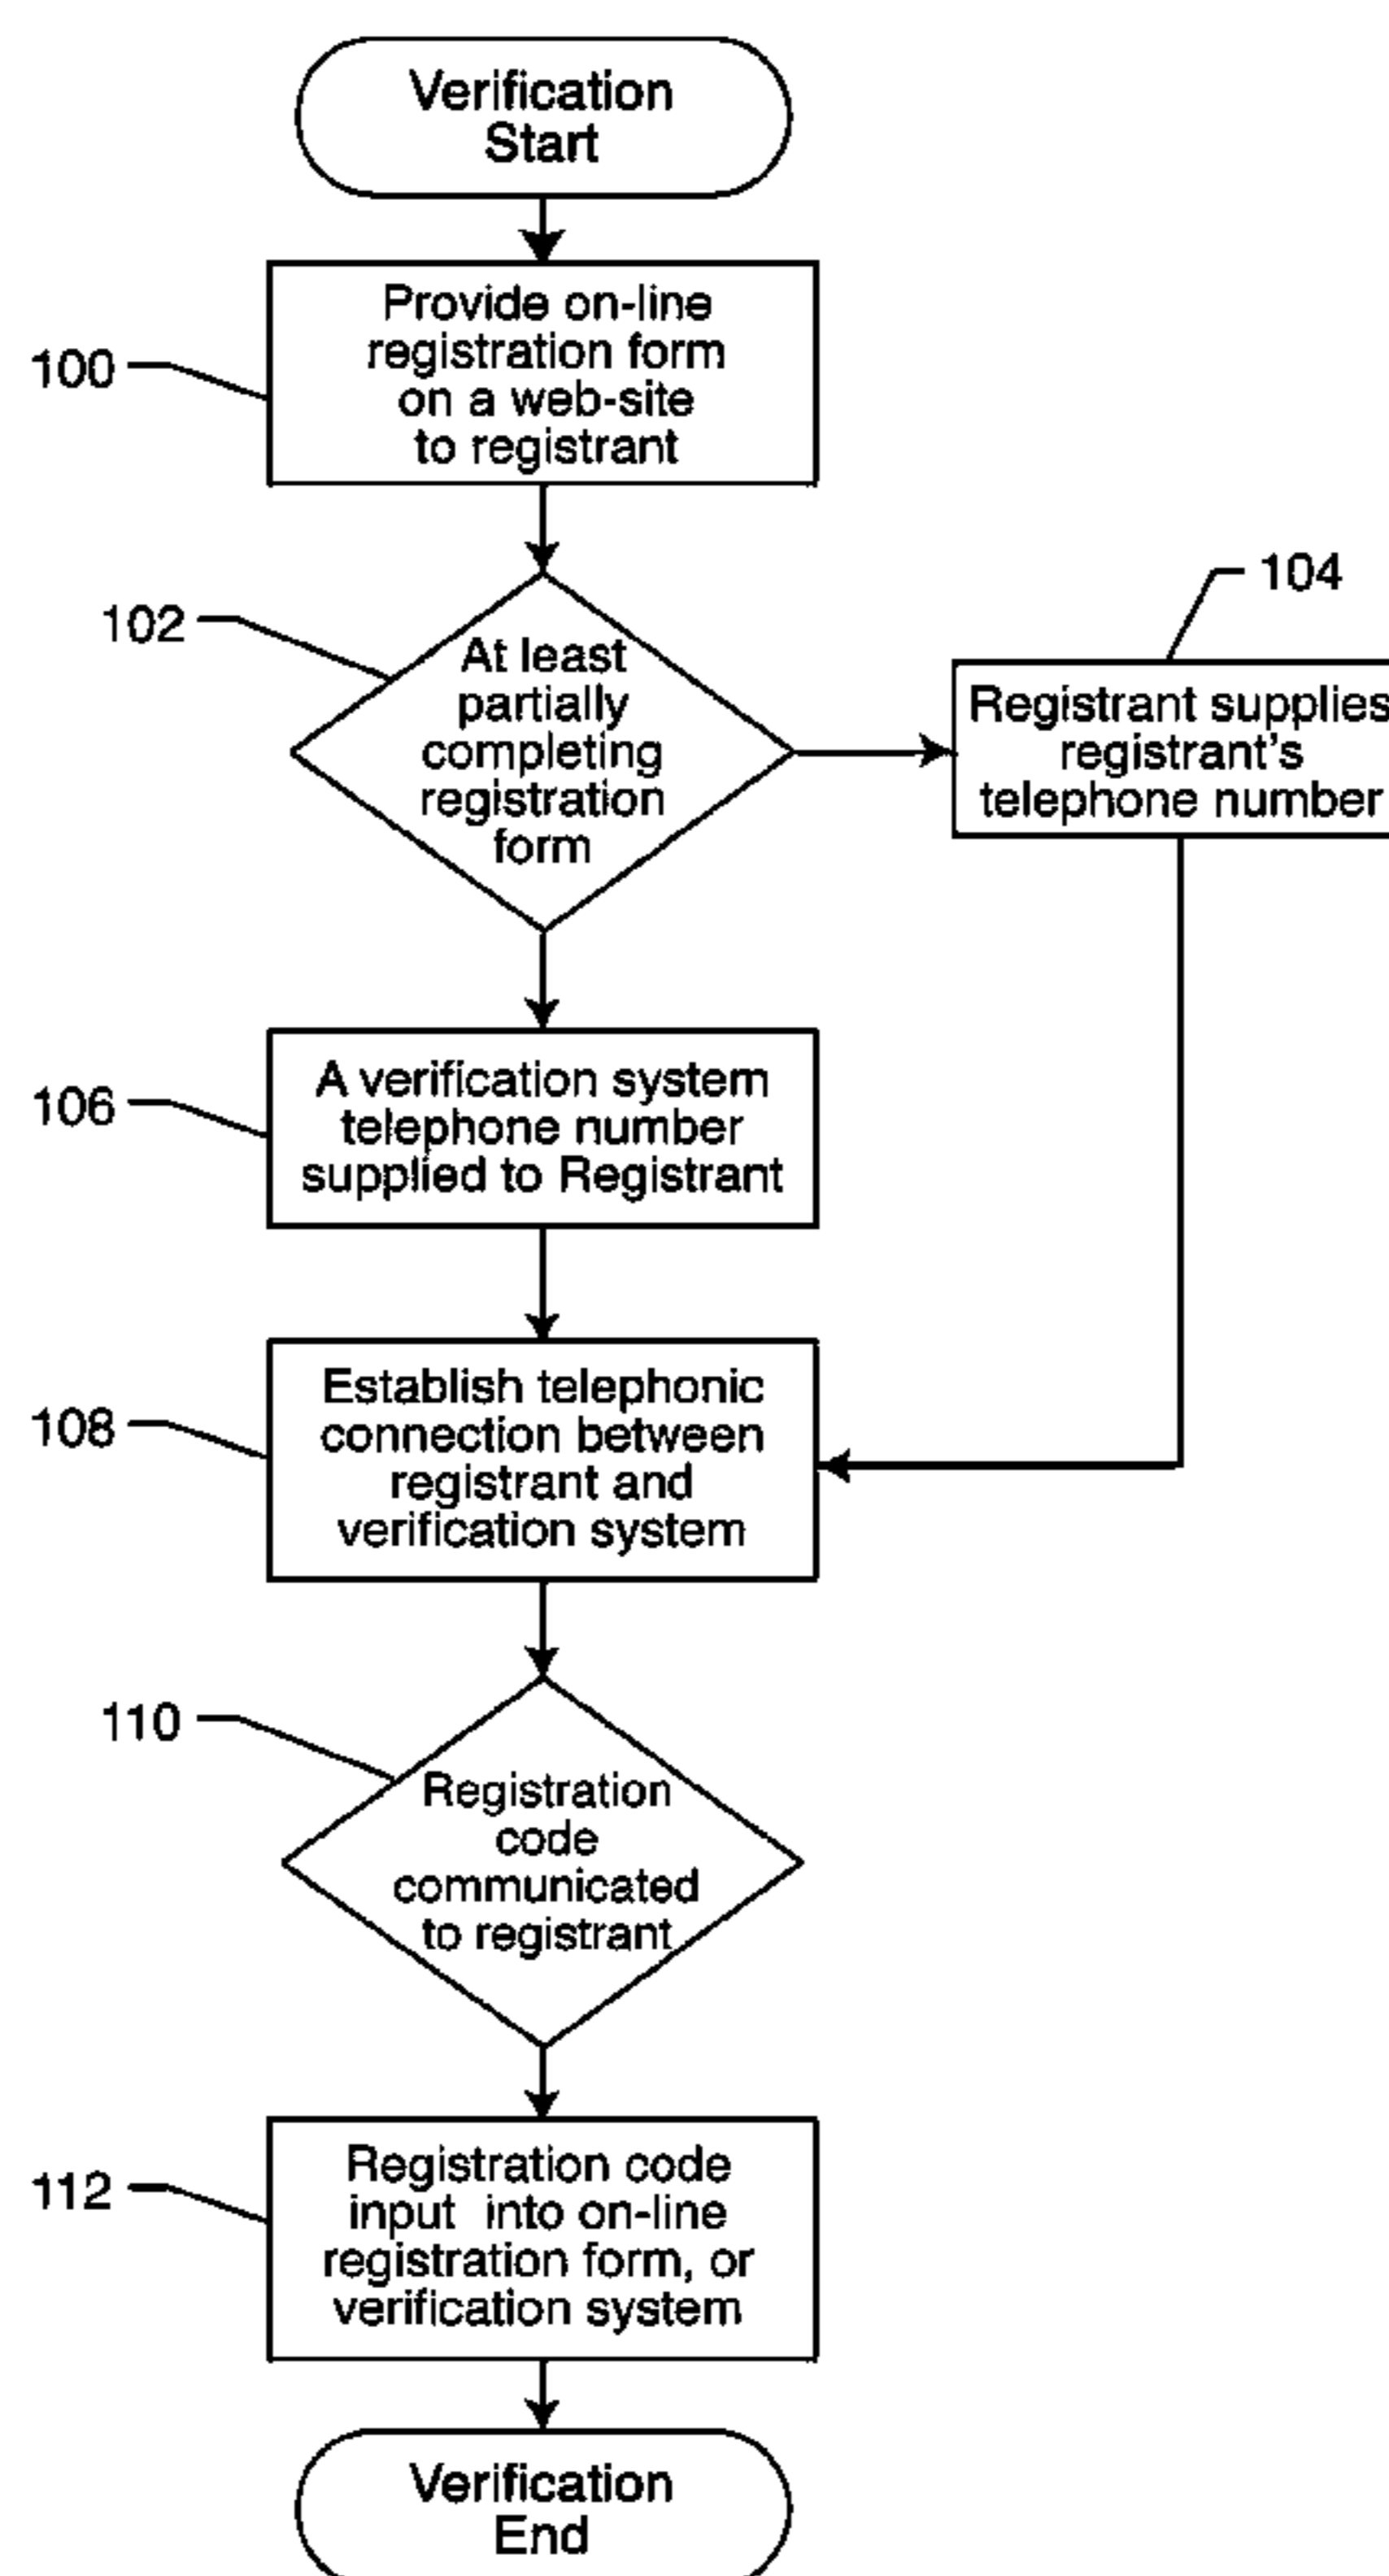 Verification
Start
100
Provide on-line
registration form
on a web-site
to registrant
102
At least
partially
completing
registration
form
104
Registrant supplies
registrant's
telephone number
106
A verification system
telephone number
supplied to Registrant
108
Establish telephonic
connection between
registrant and
verification system
110
Registration
code
communicated
to registrant
112
Registration code
input into on-line
registration form, or
verification system
Verification
End